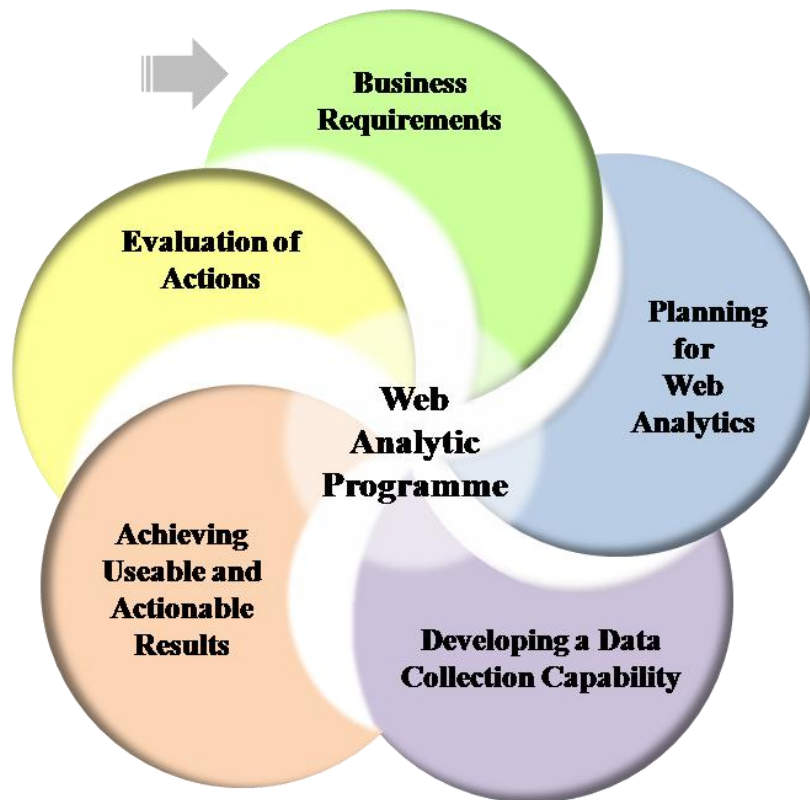 Business
Requirements
Planning
for
Web
Analytics
Developing a Data
Collection Capability
Achieving
Useable and
Actionable
Results
Evaluation of
Actions
Web
Analytic
Programme